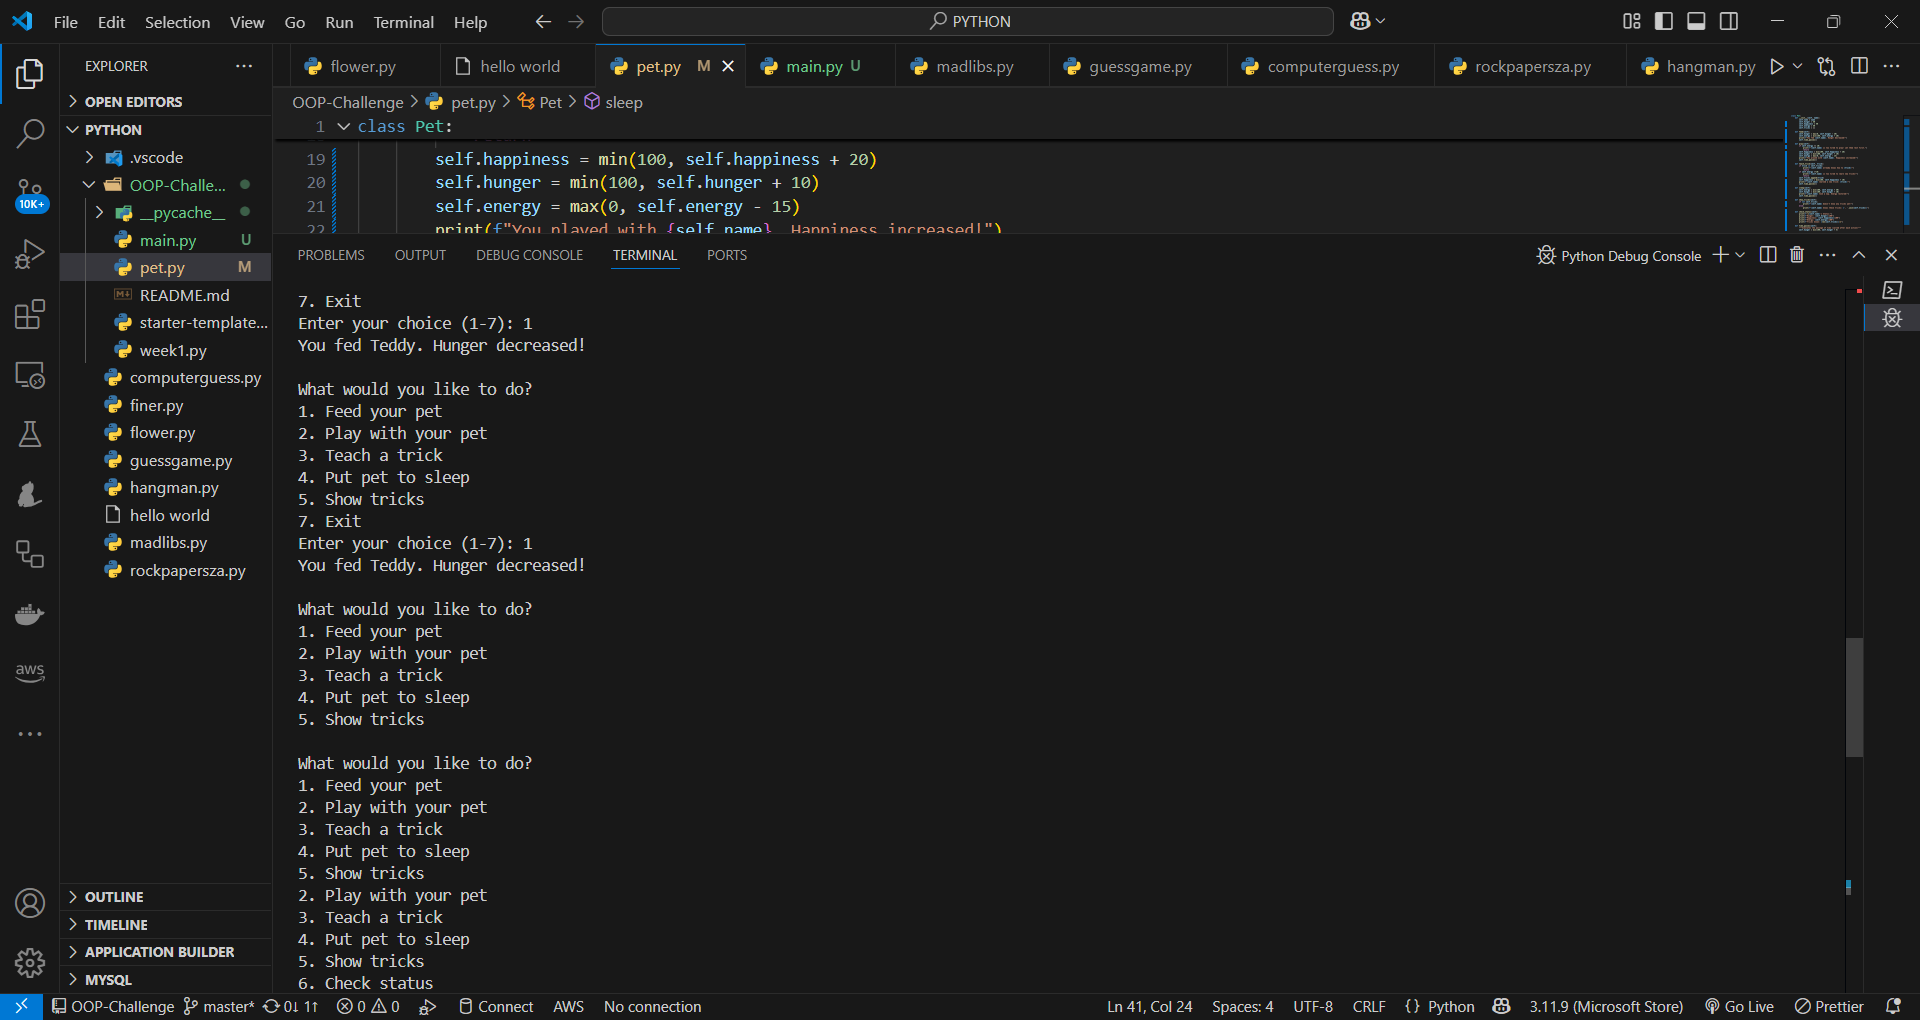 File Edit Selection View Go Run Terminal Help
PYTHON
EXPLORER
flower.py
hello world
pet.py M
main.py U
madlibs.py
guessgame.py
computerguess.py
rockpapersza.py
hangman.py
OPEN EDITORS
PYTHON
.vscode
OOP-Challe...
__pycache__
main.py U
pet.py M
README.md
starter-template...
week1.py
computerguess.py
finer.py
flower.py
guessgame.py
hangman.py
hello world
madlibs.py
rockpapersza.py
OUTLINE
TIMELINE
APPLICATION BUILDER
MYSQL
10K+
aws
OOP-Challenge > pet.py > Pet > sleep
1 class Pet:
19 self.happiness = min(100, self.happiness + 20)
20 self.hunger = min(100, self.hunger + 10)
21 self.energy = max(0, self.energy - 15)
22 print(f"You played with {self.name}. Happiness increased!")
PROBLEMS OUTPUT DEBUG CONSOLE TERMINAL PORTS
Python Debug Console
7. Exit
Enter your choice (1-7): 1
You fed Teddy. Hunger decreased!
What would you like to do?
1. Feed your pet
2. Play with your pet
3. Teach a trick
4. Put pet to sleep
5. Show tricks
7. Exit
Enter your choice (1-7): 1
You fed Teddy. Hunger decreased!
What would you like to do?
1. Feed your pet
2. Play with your pet
3. Teach a trick
4. Put pet to sleep
5. Show tricks
What would you like to do?
1. Feed your pet
2. Play with your pet
3. Teach a trick
4. Put pet to sleep
5. Show tricks
2. Play with your pet
3. Teach a trick
4. Put pet to sleep
5. Show tricks
6. Check status
OOP-Challenge master* 0↓ 1↑ 0 0 Connect AWS No connection
Ln 41, Col 24 Spaces: 4 UTF-8 CRLF {} Python 3.11.9 (Microsoft Store) Go Live Prettier